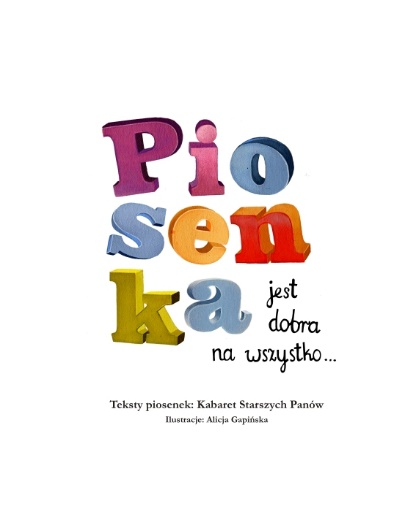 Pio
sen
ka
jest
dobra
na wszystko...
Teksty piosenek: Kabaret Starszych Panów
Ilustracje: Alicja Gapińska